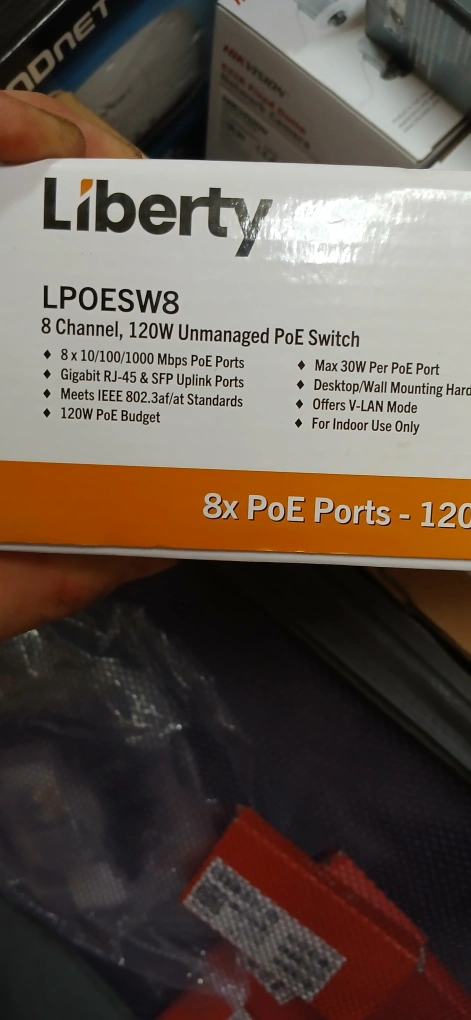 DNET
HIKVISION
Liberty
LPOESW8
8 Channel, 120W Unmanaged PoE Switch
♦ 8 x 10/100/1000 Mbps PoE Ports
♦ Gigabit RJ-45 & SFP Uplink Ports
♦ Meets IEEE 802.3af/at Standards
♦ 120W PoE Budget
♦ Max 30W Per PoE Port
♦ Desktop/Wall Mounting Hard
♦ Offers V-LAN Mode
♦ For Indoor Use Only
8x PoE Ports - 120